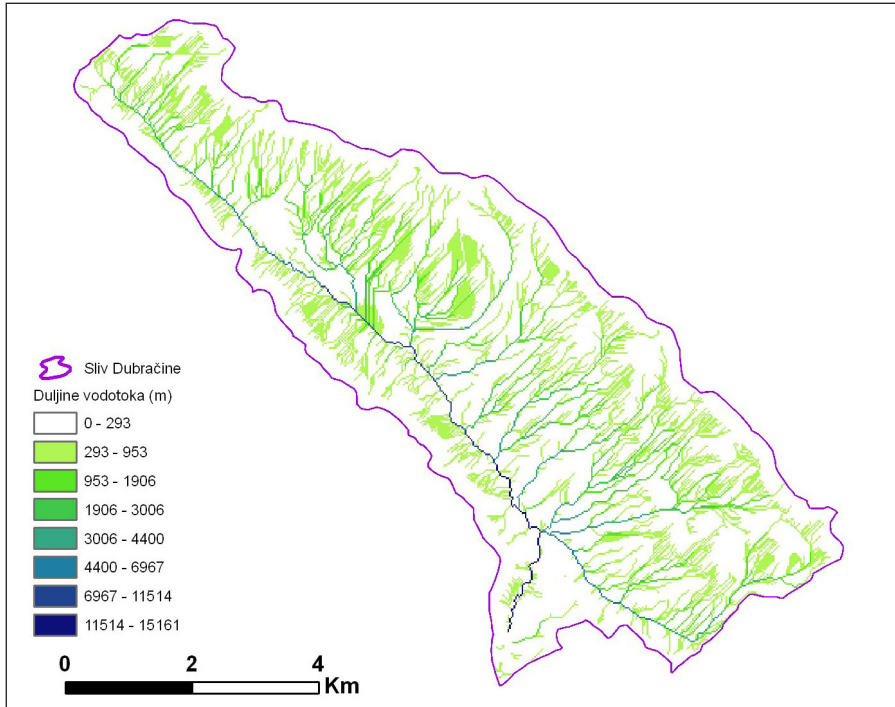 Sliv Dubračine
Duljine vodotoka (m)
0 - 293
293 - 953
953 - 1906
1906 - 3006
3006 - 4400
4400 - 6967
6967 - 11514
11514 - 15161
0 2 4
Km